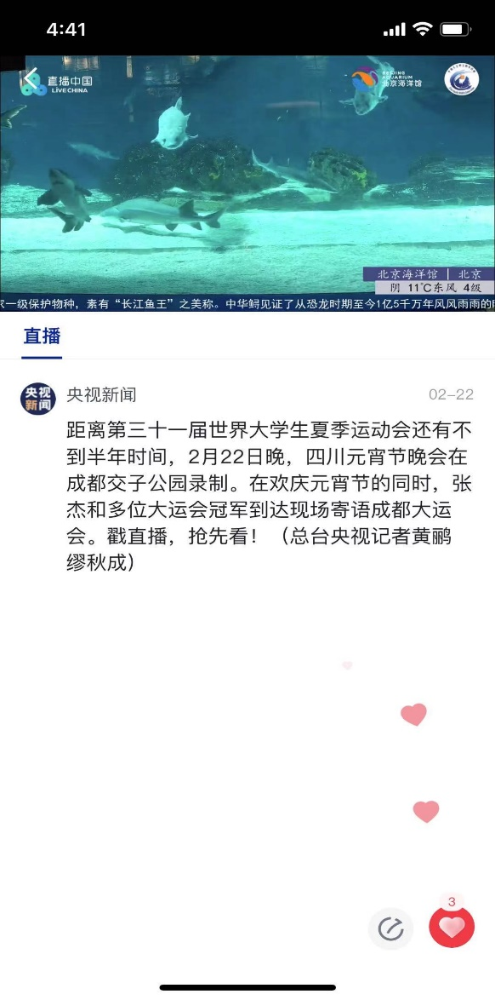 4:41
直播中国
LIVE CHINA
BEIJING
AQUARIUM
北京海洋馆
北京海洋馆 | 北京
阴 11℃东风 4级
家一级保护物种，素有“长江鱼王”之美称。中华鲟见证了从恐龙时期至今1亿5千万年风风雨雨的
直播
央视新闻
央视新闻
02-22
距离第三十一届世界大学生夏季运动会还有不
到半年时间，2月22日晚，四川元宵节晚会在
成都交子公园录制。在欢庆元宵节的同时，张
杰和多位大运会冠军到达现场寄语成都大运
会。戳直播，抢先看！（总台央视记者黄鹂
缪秋成）
3